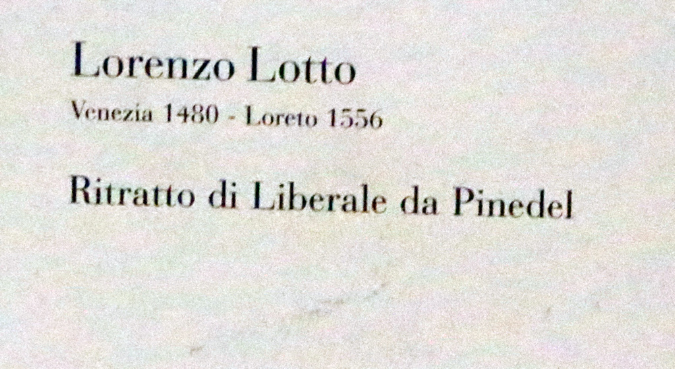 Lorenzo Lotto
Venezia 1480 - Loreto 1556
Ritratto di Liberale da Pinedel